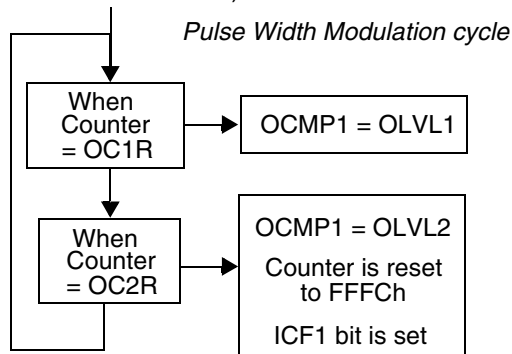 Pulse Width Modulation cycle
When
Counter
= OC1R
OCMP1 = OLVL1
When
Counter
= OC2R
OCMP1 = OLVL2
Counter is reset
to FFFCh
ICF1 bit is set